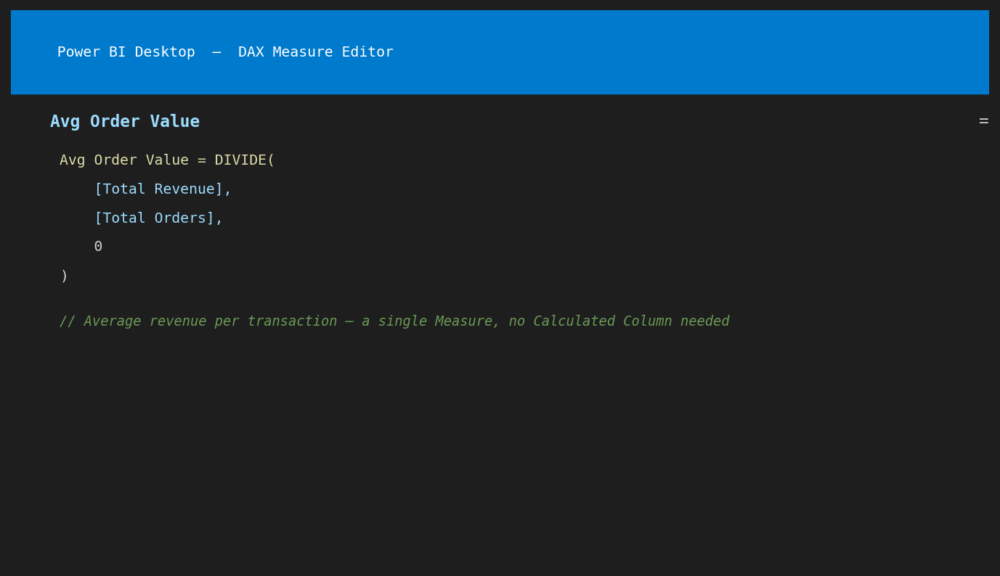 Power BI Desktop — DAX Measure Editor
Avg Order Value =
Avg Order Value = DIVIDE(
    [Total Revenue],
    [Total Orders],
    0
)
// Average revenue per transaction — a single Measure, no Calculated Column needed